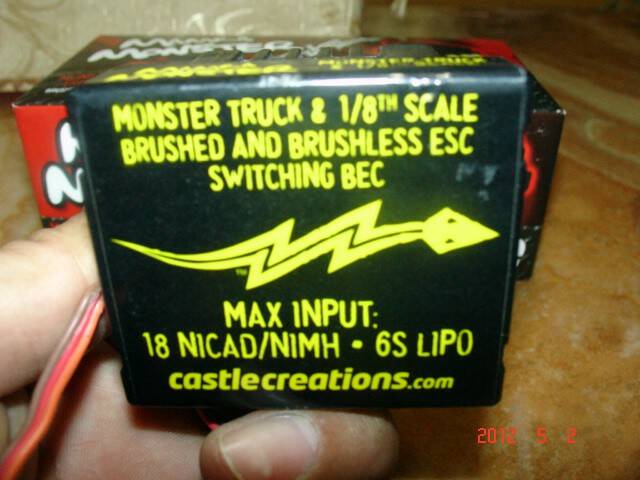 MONSTER TRUCK & 1/8TH SCALE
BRUSHED AND BRUSHLESS ESC
SWITCHING BEC
TM
MAX INPUT:
18 NICAD/NIMH • 6S LIPO
castlecreations.com
2012 5 2